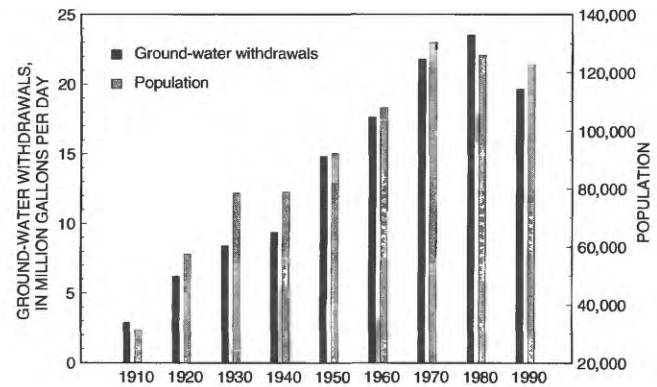 25
20
15
10
5
0
GROUND-WATER WITHDRAWALS,
IN MILLION GALLONS PER DAY
Ground-water withdrawals
Population
140,000
120,000
100,000
80,000
60,000
40,000
20,000
POPULATION
1910 1920 1930 1940 1950 1960 1970 1980 1990